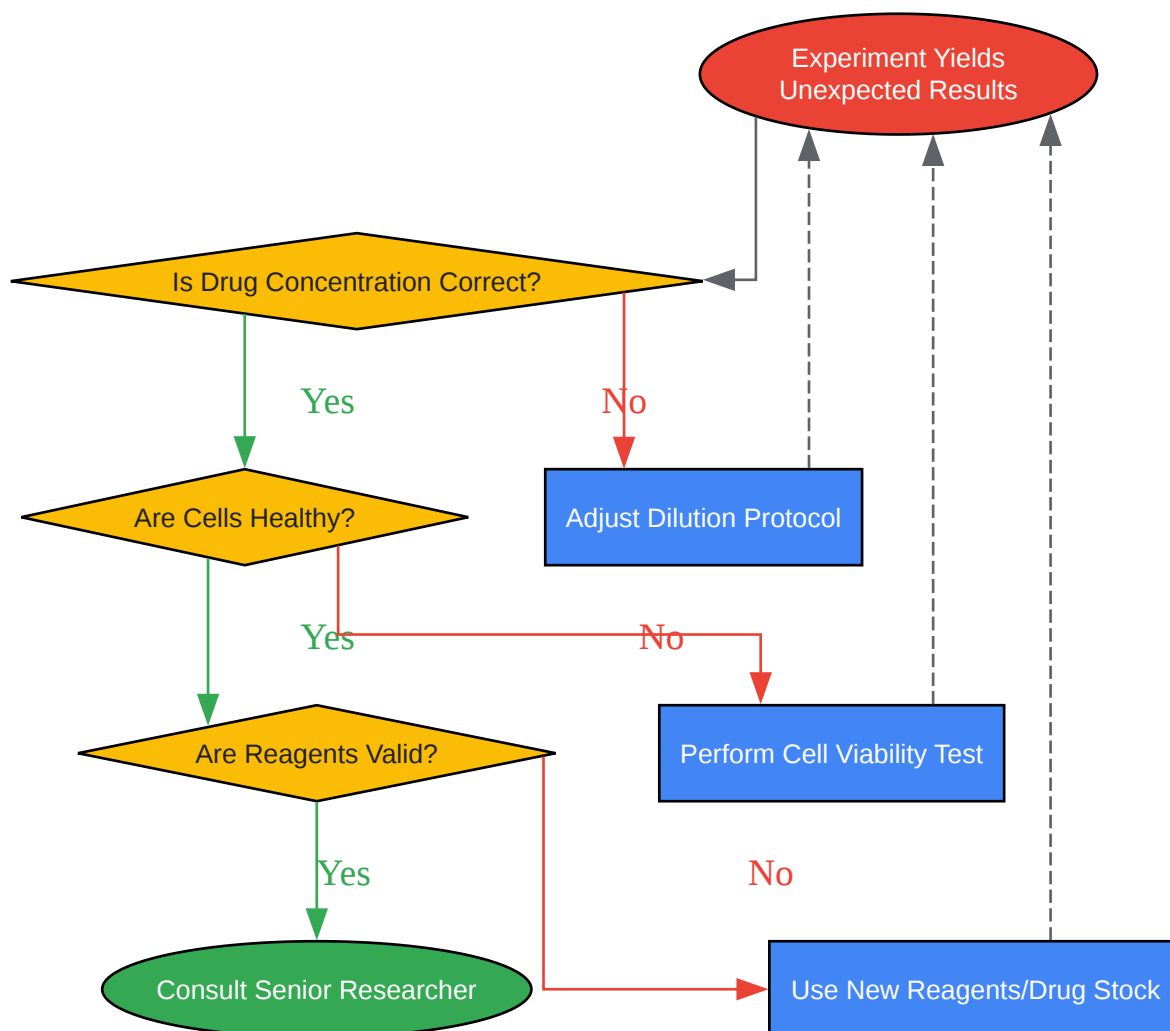 Experiment Yields
Unexpected Results
Is Drug Concentration Correct?
Yes
No
Are Cells Healthy?
Adjust Dilution Protocol
Yes
No
Are Reagents Valid?
Perform Cell Viability Test
Yes
No
Consult Senior Researcher
Use New Reagents/Drug Stock